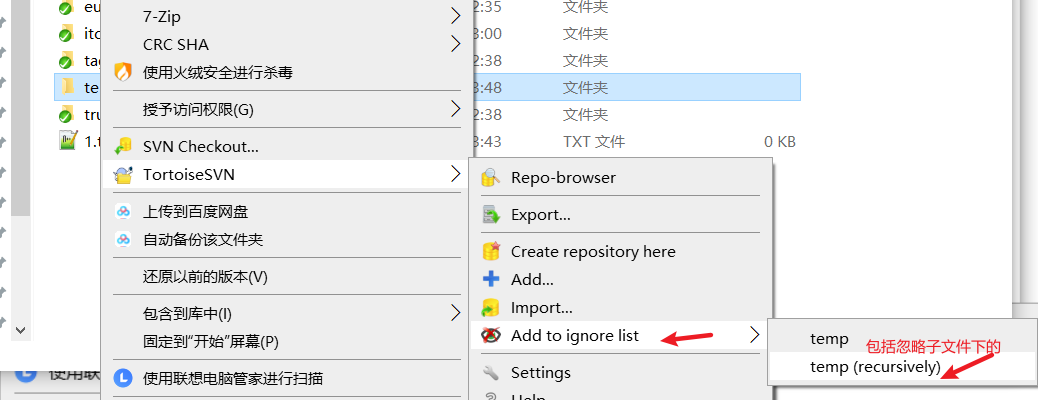 eu
7-Zip
2:35
文件夹
ito
CRC SHA
3:00
文件夹
tag
使用火绒安全进行杀毒
2:38
文件夹
te
授予访问权限(G)
3:48
文件夹
tru
2:38
文件夹
1.t
SVN Checkout...
3:43
TXT 文件
0 KB
TortoiseSVN
Repo-browser
上传到百度网盘
Export...
自动备份该文件夹
Create repository here
还原以前的版本(V)
Add...
包含到库中(I)
Import...
固定到“开始”屏幕(P)
Add to ignore list
temp
包括忽略子文件下的
temp (recursively)
使用联
使用联想电脑管家进行扫描
Settings
Help